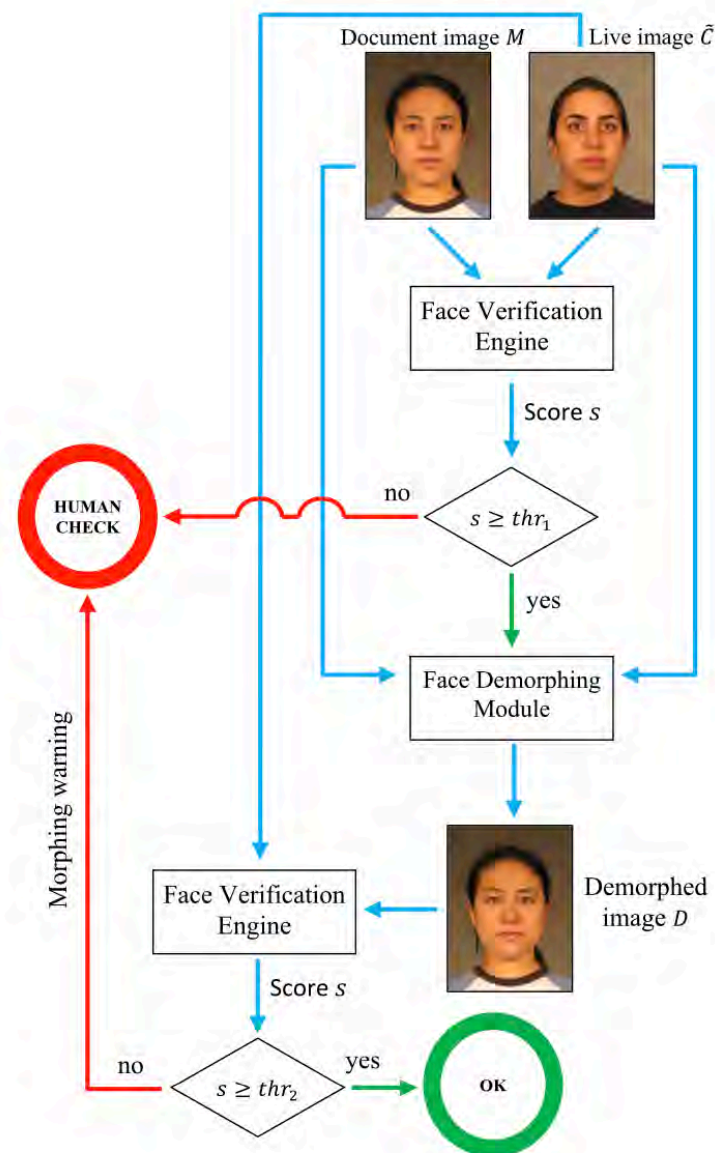 Document image M
Live image C̃
Face Verification
Engine
Score s
no
HUMAN
CHECK
s ≥ thr₁
yes
Face Demorphing
Module
Morphing warning
Face Verification
Engine
Demorphed
image D
Score s
no
s ≥ thr₂
yes
OK